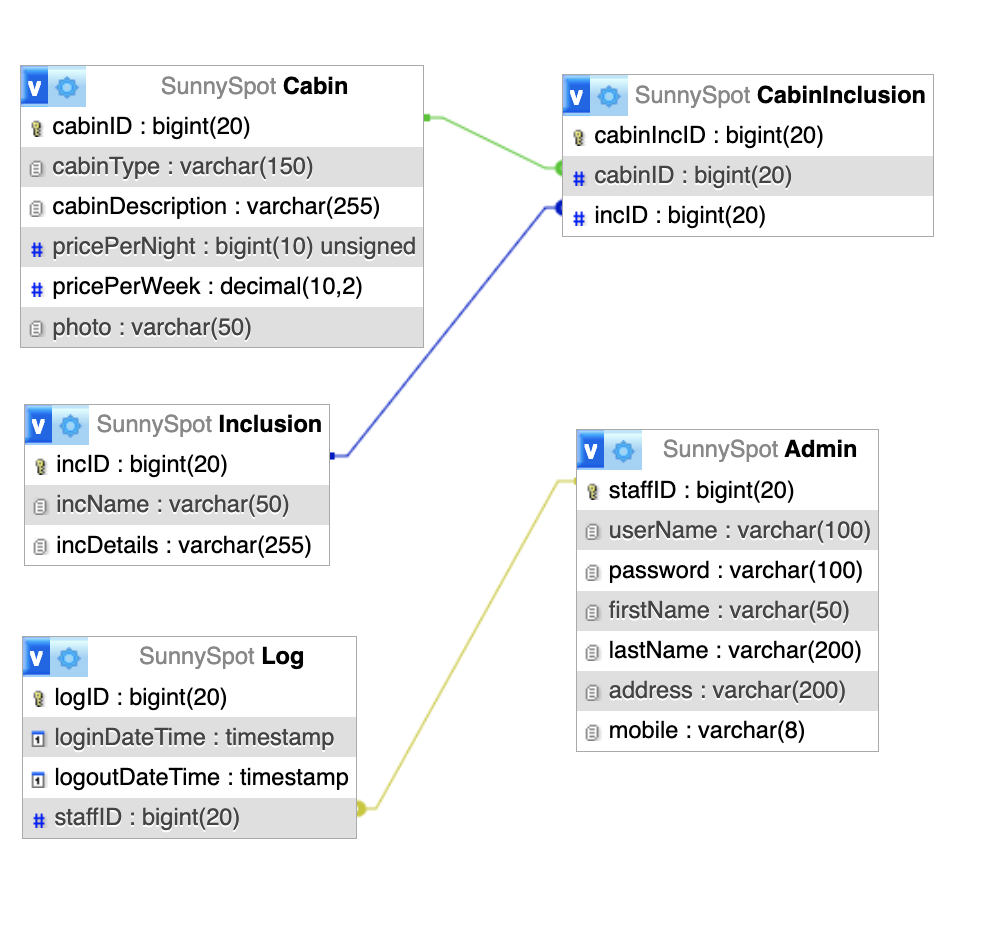 SunnySpot Cabin
cabinID : bigint(20)
cabinType : varchar(150)
cabinDescription : varchar(255)
pricePerNight : bigint(10) unsigned
pricePerWeek : decimal(10,2)
photo : varchar(50)
SunnySpot CabinInclusion
cabinIncID : bigint(20)
cabinID : bigint(20)
incID : bigint(20)
SunnySpot Inclusion
incID : bigint(20)
incName : varchar(50)
incDetails : varchar(255)
SunnySpot Admin
staffID : bigint(20)
userName : varchar(100)
password : varchar(100)
firstName : varchar(50)
lastName : varchar(200)
address : varchar(200)
mobile : varchar(8)
SunnySpot Log
logID : bigint(20)
loginDateTime : timestamp
logoutDateTime : timestamp
staffID : bigint(20)